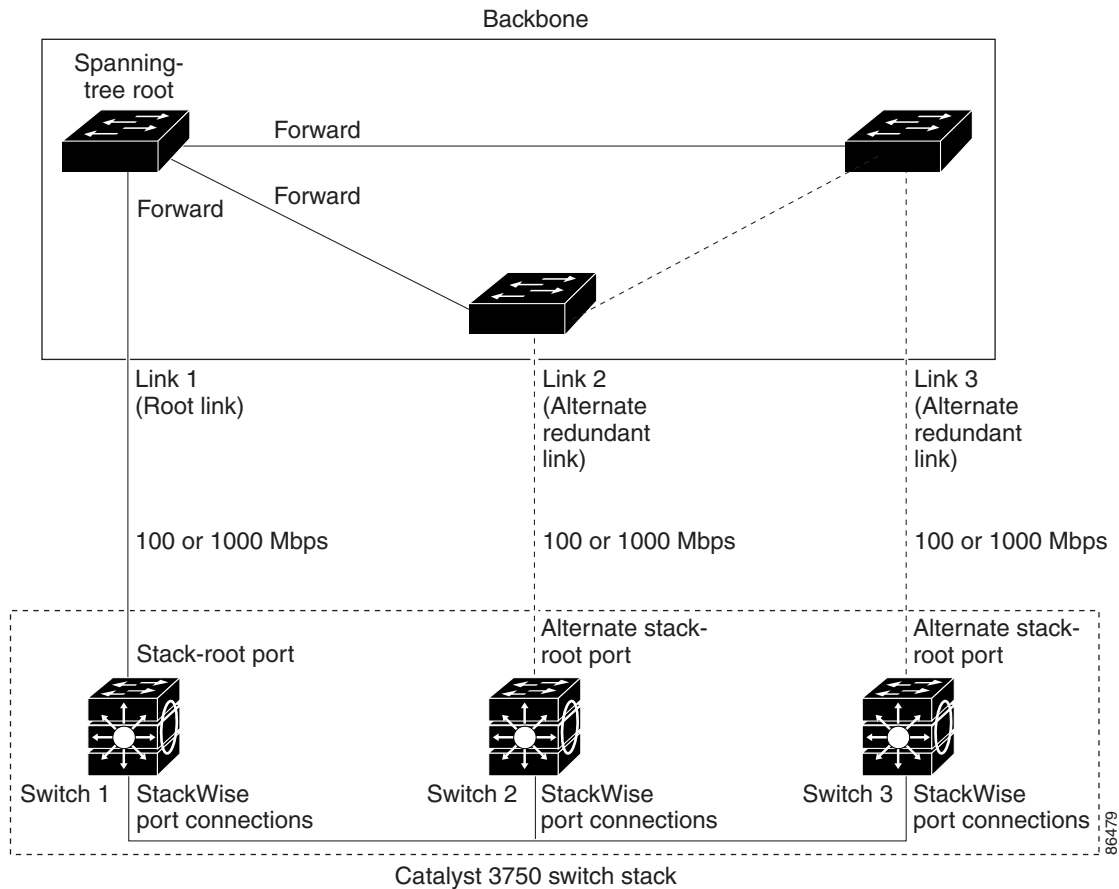 Backbone
Spanning-
tree root
Forward
Forward
Forward
Link 1
(Root link)
Link 2
(Alternate
redundant
link)
Link 3
(Alternate
redundant
link)
100 or 1000 Mbps
100 or 1000 Mbps
100 or 1000 Mbps
Stack-root port
Alternate stack-
root port
Alternate stack-
root port
Switch 1
StackWise
port connections
Switch 2
StackWise
port connections
Switch 3
StackWise
port connections
86479
Catalyst 3750 switch stack